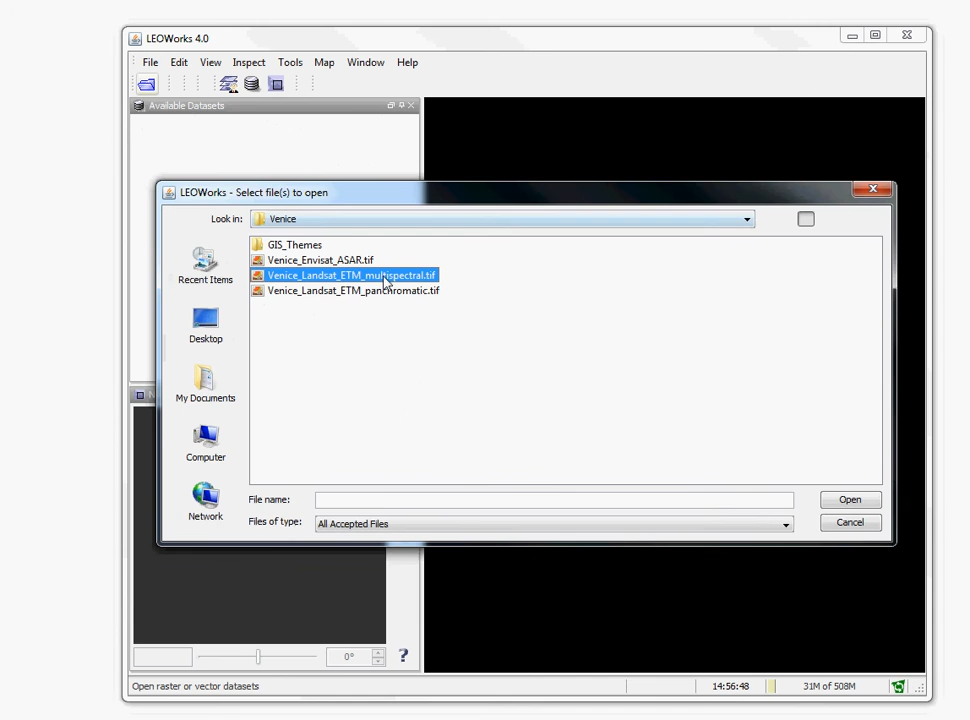 LEOWorks 4.0
File Edit View Inspect Tools Map Window Help
Available Datasets
LEOWorks - Select file(s) to open
Look in: Venice
GIS_Themes
Venice_Envisat_ASAR.tif
Venice_Landsat_ETM_multispectral.tif
Venice_Landsat_ETM_panchromatic.tif
Recent Items
Desktop
My Documents
Computer
Network
File name: Open
Files of type: All Accepted Files Cancel
0° ?
Open raster or vector datasets 14:56:48 31M of 508M